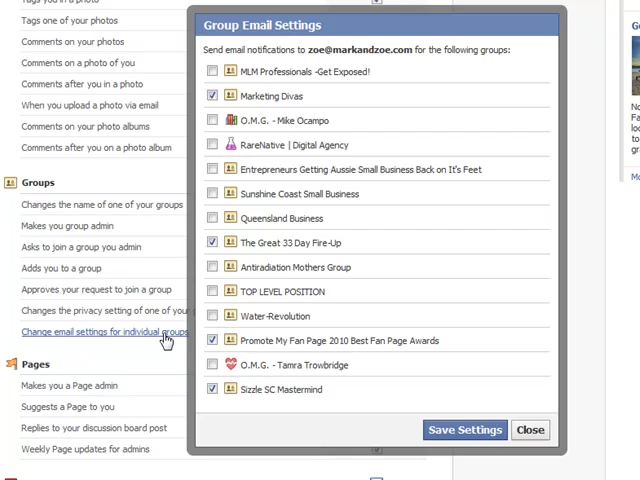 Tags you in a photo
Tags one of your photos
Comments on your photos
Comments on a photo of you
Comments after you in a photo
When you upload a photo via email
Comments on your photo albums
Comments after you on a photo album
Groups
Changes the name of one of your groups
Makes you group admin
Asks to join a group you admin
Adds you to a group
Approves your request to join a group
Changes the privacy setting of one of your
Change email settings for individual groups
Pages
Makes you a Page admin
Suggests a Page to you
Replies to your discussion board post
Weekly Page updates for admins
Group Email Settings
Send email notifications to zoe@markandzoe.com for the following groups:
MLM Professionals -Get Exposed!
Marketing Divas
O.M.G. - Mike Ocampo
RareNative | Digital Agency
Entrepreneurs Getting Aussie Small Business Back on It's Feet
Sunshine Coast Small Business
Queensland Business
The Great 33 Day Fire-Up
Antiradiation Mothers Group
TOP LEVEL POSITION
Water-Revolution
Promote My Fan Page 2010 Best Fan Page Awards
O.M.G. - Tamra Towbridge
Sizzle SC Mastermind
Save Settings Close